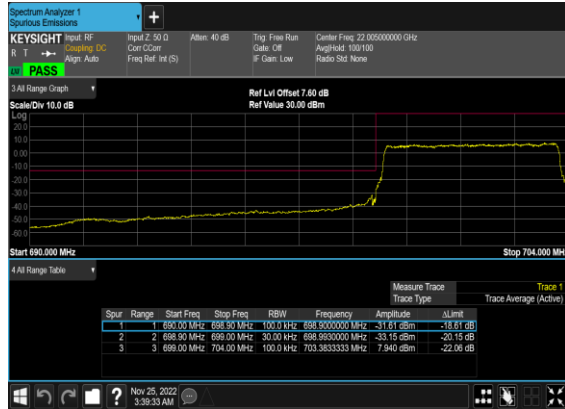 Spectrum Analyzer 1
Spurious Emissions
+
KEYSIGHT Input: RF Input Z: 50 Ω Atten: 40 dB Trig: Free Run Center Freq: 22.005000000 GHz
R T Coupling: DC Corr CCorr Gate: Off Avg|Hold: 100/100
Align: Auto Freq Ref: Int (S) IF Gain: Low Radio Std: None
PASS
3 All Range Graph
Ref Lvl Offset 7.60 dB
Scale/Div 10.0 dB Ref Value 30.00 dBm
Log
20.0
10.0
0.00
-10.0
-20.0
-30.0
-40.0
-50.0
-60.0
Start 690.000 MHz Stop 704.000 MH
4 All Range Table
Measure Trace Trace 1
Trace Type Trace Average (Active)
Spur Range Start Freq Stop Freq RBW Frequency Amplitude ΔLimit
1 1 690.00 MHz 698.90 MHz 100.0 kHz 698.9000000 MHz -31.61 dBm -18.61 dB
2 2 698.90 MHz 699.00 MHz 30.00 kHz 698.9930000 MHz -33.15 dBm -20.15 dB
3 3 699.00 MHz 704.00 MHz 100.0 kHz 703.3833333 MHz 7.940 dBm -22.06 dB
? Nov 25, 2022
3:39:33 AM